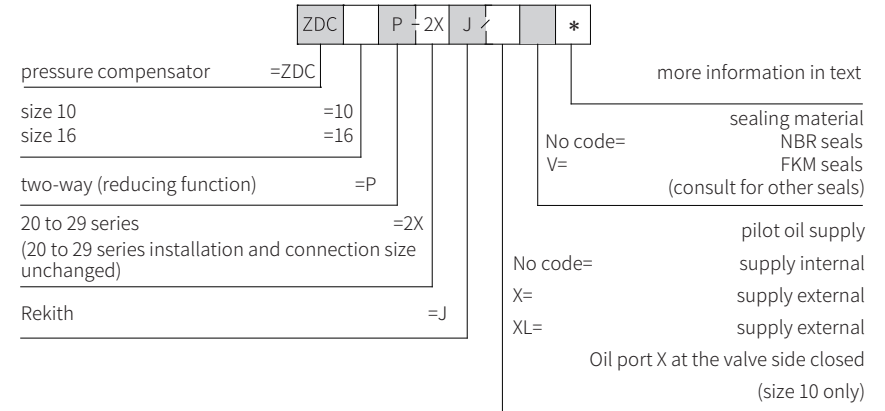 ZDC P - 2X J / *
pressure compensator =ZDC
size 10 =10
size 16 =16
two-way (reducing function) =P
20 to 29 series =2X
(20 to 29 series installation and connection size
unchanged)
Rekith =J
more information in text
sealing material
No code= NBR seals
V= FKM seals
(consult for other seals)
pilot oil supply
No code= supply internal
X= supply external
XL= supply external
Oil port X at the valve side closed
(size 10 only)